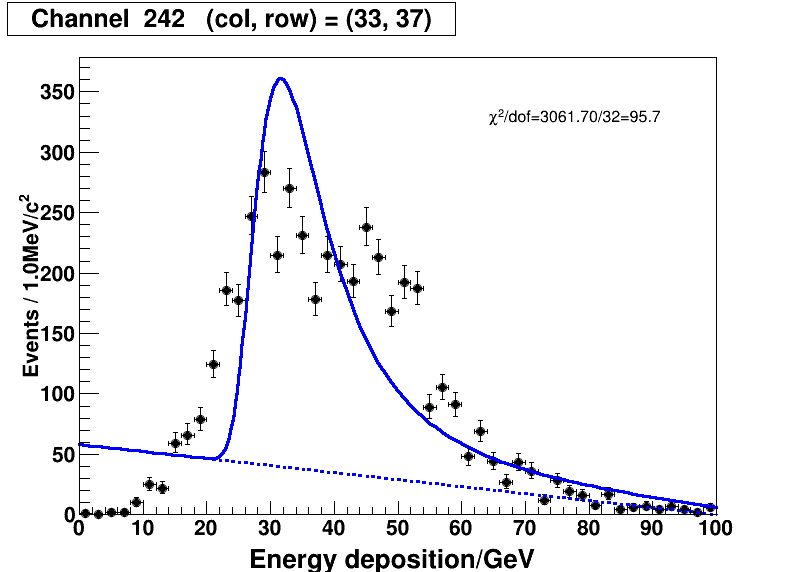 Channel 242 (col, row) = (33, 37)
χ²/dof=3061.70/32=95.7
Events / 1.0MeV/c²
350
300
250
200
150
100
50
0
0 10 20 30 40 50 60 70 80 90 100
Energy deposition/GeV